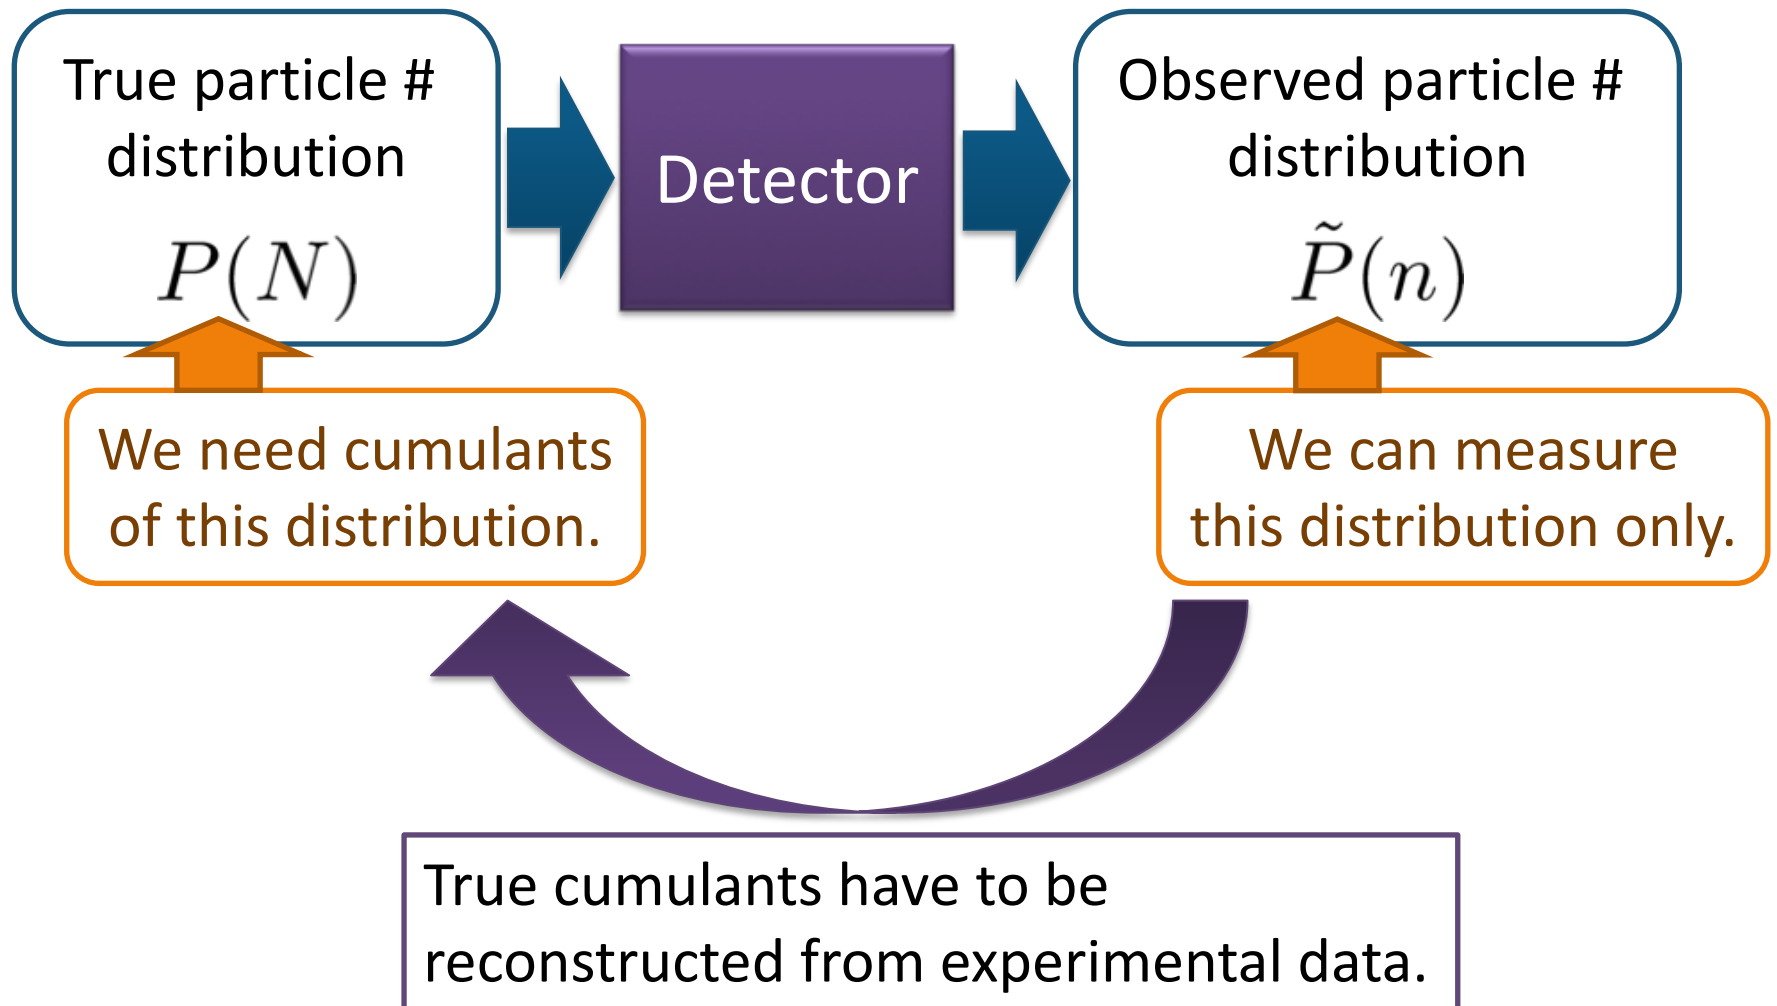 True particle #
distribution
P(N)
Detector
Observed particle #
distribution
P̃(n)
We need cumulants
of this distribution.
We can measure
this distribution only.
True cumulants have to be
reconstructed from experimental data.